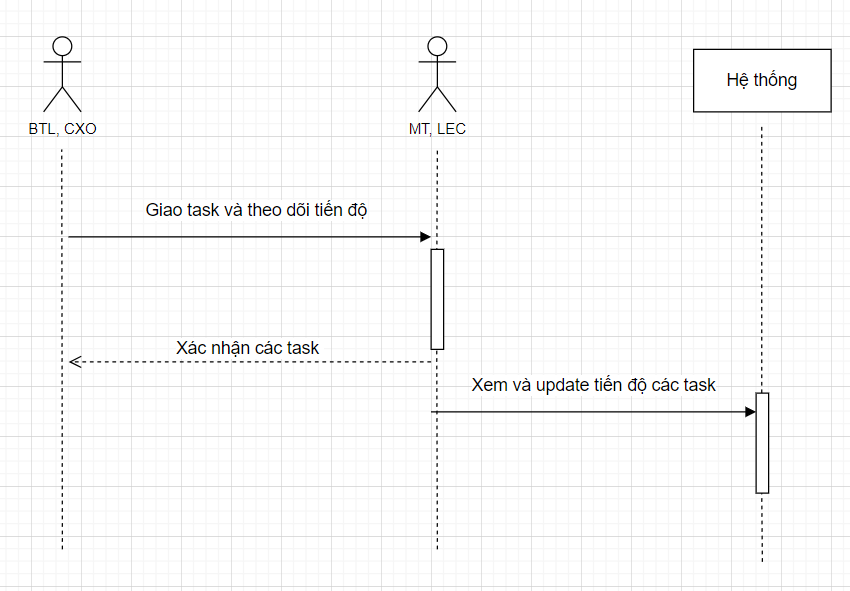 Hệ thống
BTL, CXO
MT, LEC
Giao task và theo dõi tiến độ
Xác nhận các task
Xem và update tiến độ các task